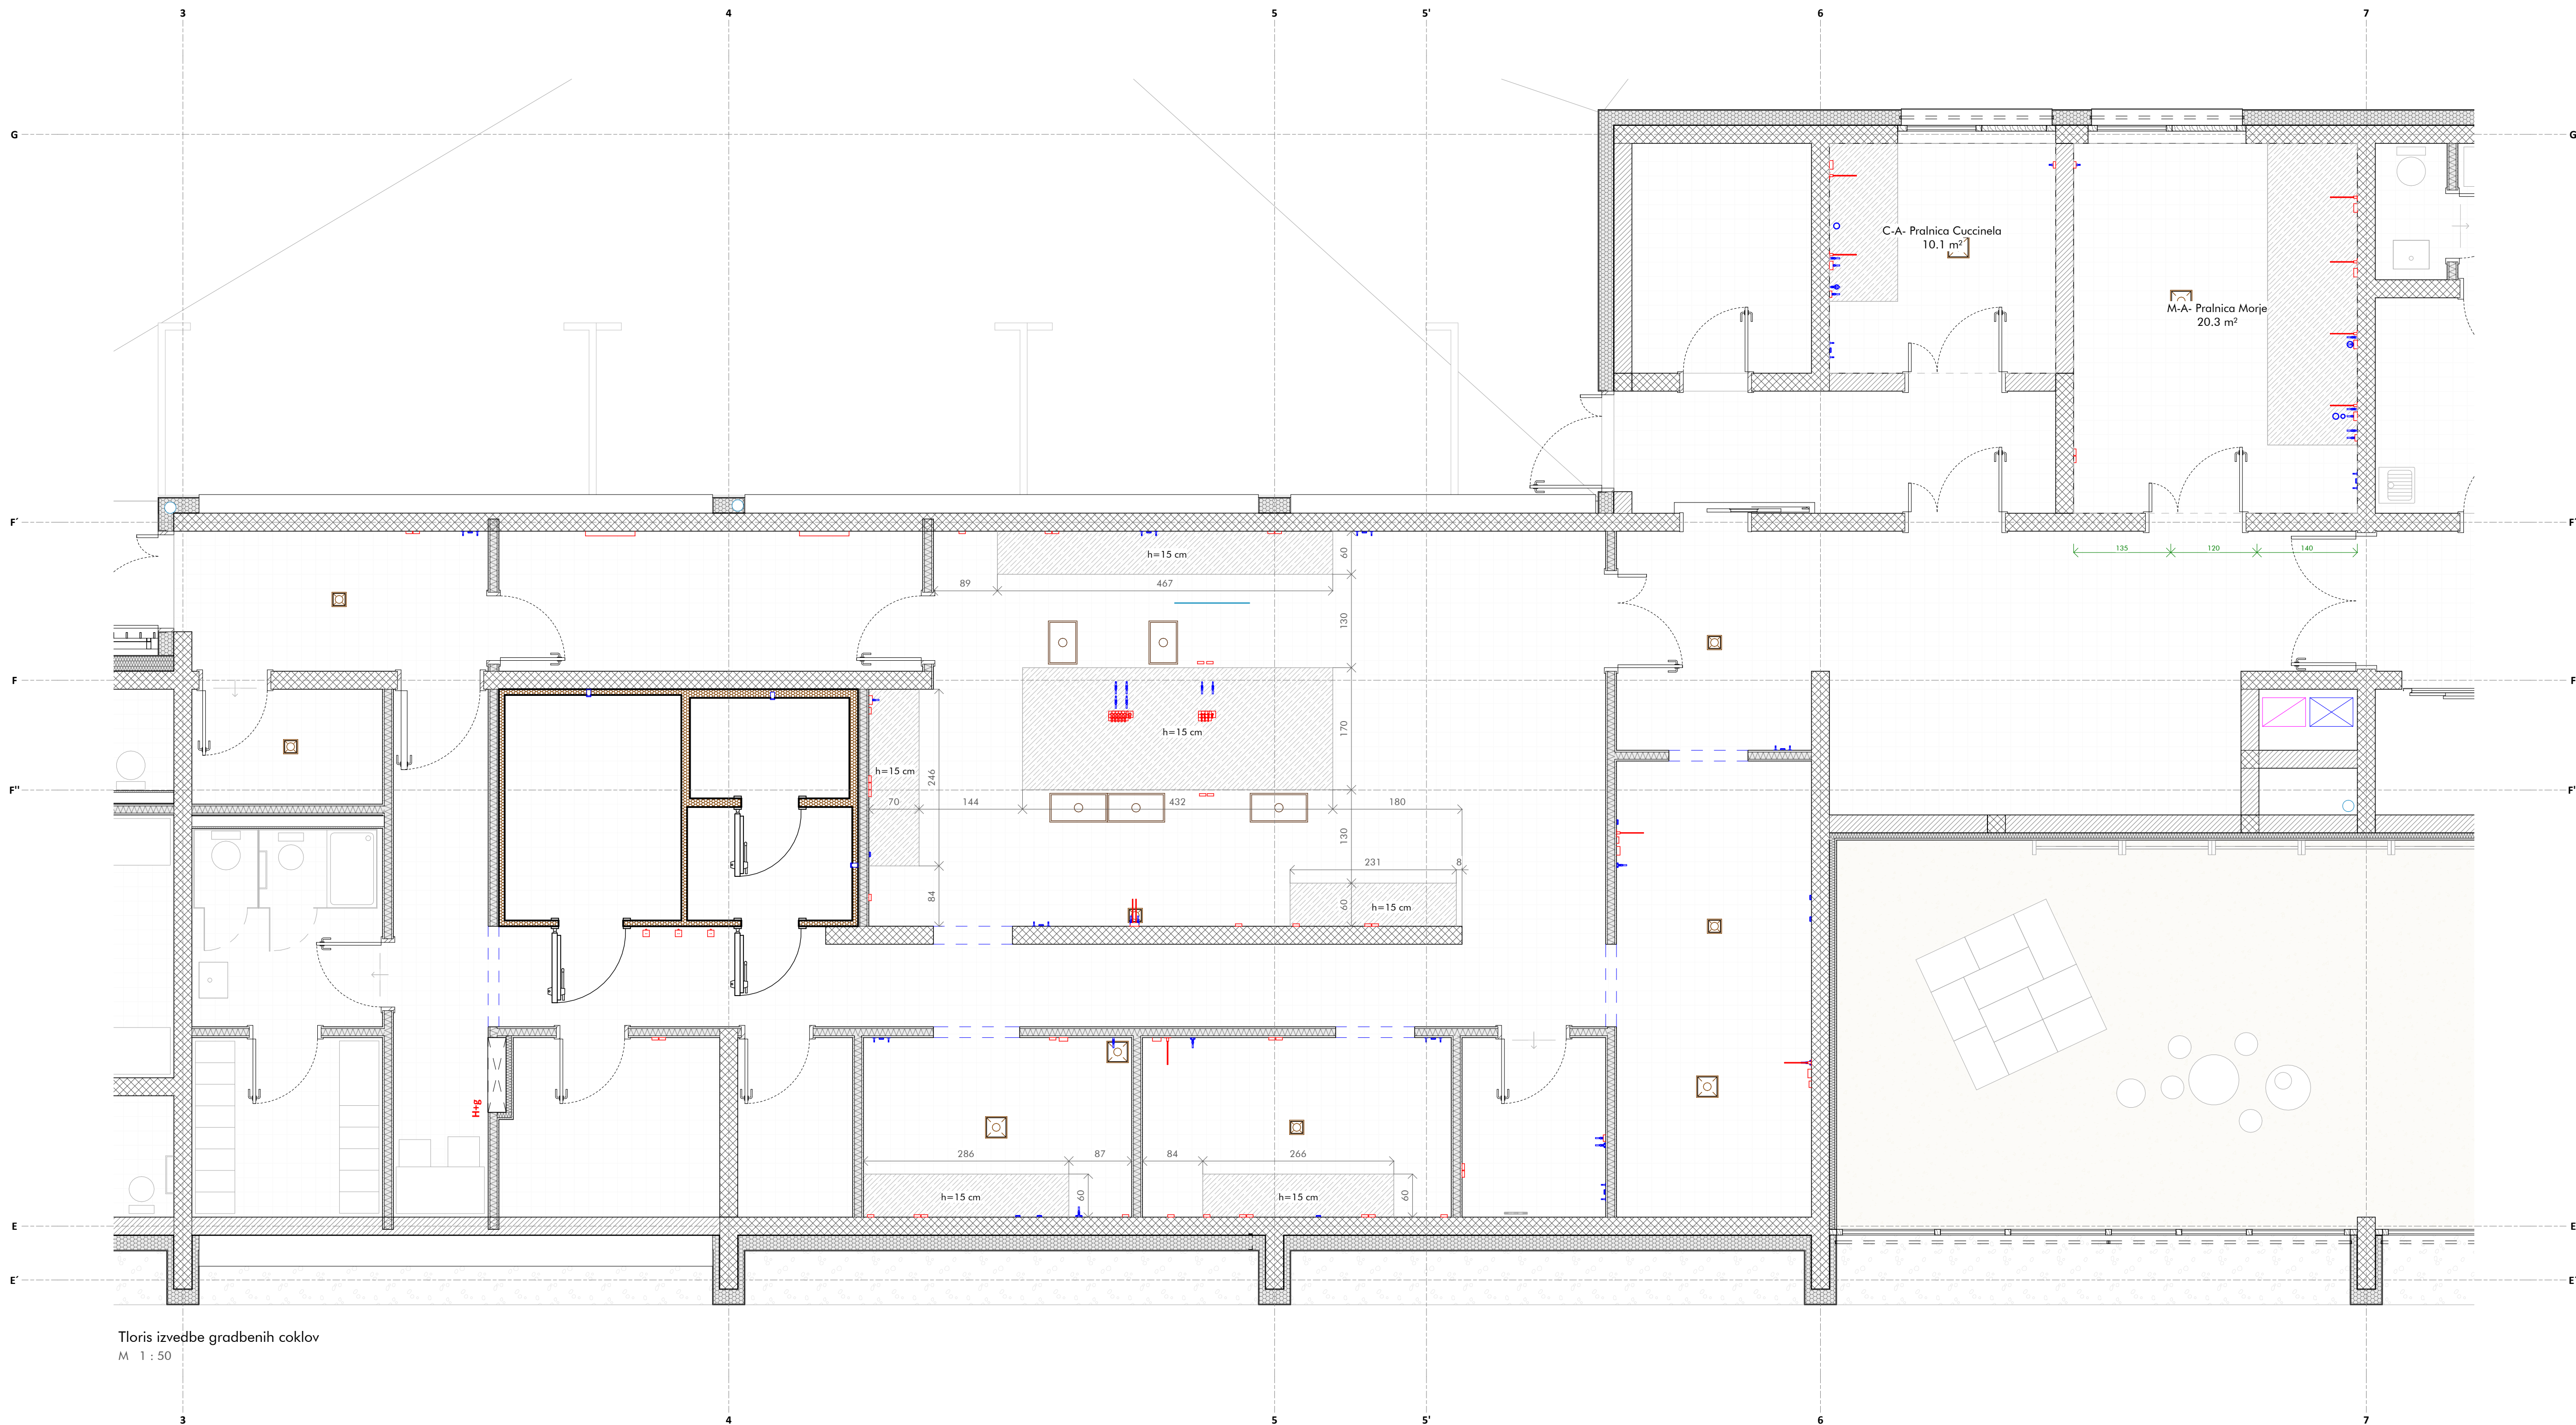 3 4 5 5' 6 7
G G
C-A- Pralnica Cuccinela
10.1 m²
M-A- Pralnica Morje
20.3 m²
F´ F´
135 120 140
h=15 cm
60
89 467
130
F F
170
h=15 cm
h=15 cm
246
F'' F''
70 144 432 180
130
231 8
84
60
h=15 cm
H+g
286 87 84 266
h=15 cm
60
h=15 cm
60
E E
E´ E´
Tloris izvedbe gradbenih coklov
M 1 : 50
3 4 5 5' 6 7